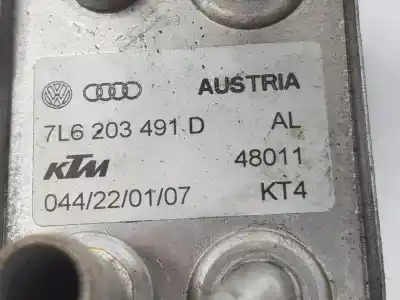 AUSTRIA
7L6 203 491 D AL
KTM 48011
044/22/01/07 KT4